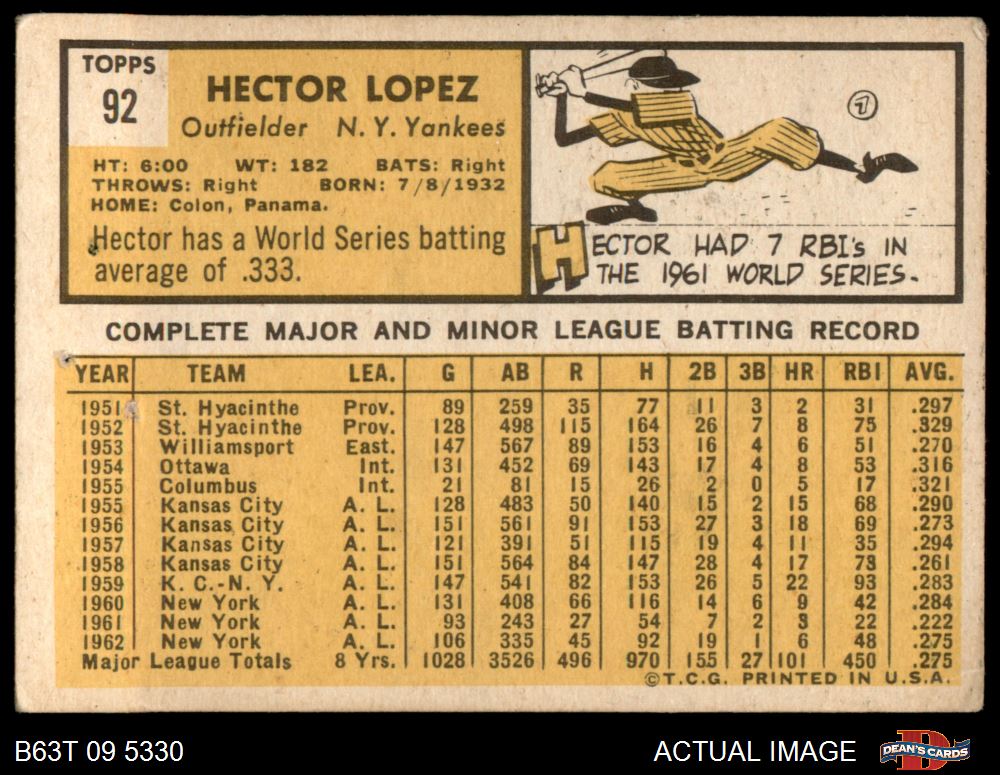 TOPPS
92
HECTOR LOPEZ
Outfielder N. Y. Yankees
HT: 6:00 WT: 182 BATS: Right
THROWS: Right BORN: 7/8/1932
HOME: Colon, Panama.
Hector has a World Series batting
average of .333.
7
HECTOR HAD 7 RBI's IN
THE 1961 WORLD SERIES.
COMPLETE MAJOR AND MINOR LEAGUE BATTING RECORD
YEAR TEAM LEA. G AB R H 2B 3B HR RBI AVG.
1951 St. Hyacinthe Prov. 89 259 35 77 11 3 2 31 .297
1952 St. Hyacinthe Prov. 128 498 115 164 26 7 8 75 .329
1953 Williamsport East. 147 567 89 153 16 4 6 51 .270
1954 Ottawa Int. 131 452 69 143 17 4 8 53 .316
1955 Columbus Int. 21 81 15 26 2 0 5 17 .321
1955 Kansas City A. L. 128 483 50 140 15 2 15 68 .290
1956 Kansas City A. L. 151 561 91 153 27 3 18 69 .273
1957 Kansas City A. L. 121 391 51 115 19 4 11 35 .294
1958 Kansas City A. L. 151 564 84 147 28 4 17 73 .261
1959 K. C.-N. Y. A. L. 147 541 82 153 26 5 22 93 .283
1960 New York A. L. 131 408 66 116 14 6 9 42 .284
1961 New York A. L. 93 243 27 54 7 2 3 22 .222
1962 New York A. L. 106 335 45 92 19 1 6 48 .275
Major League Totals 8 Yrs. 1028 3526 496 970 155 27 101 450 .275
©T.C.G. PRINTED IN U.S.A.
B63T 09 5330 ACTUAL IMAGE
D
DEAN'S CARDS